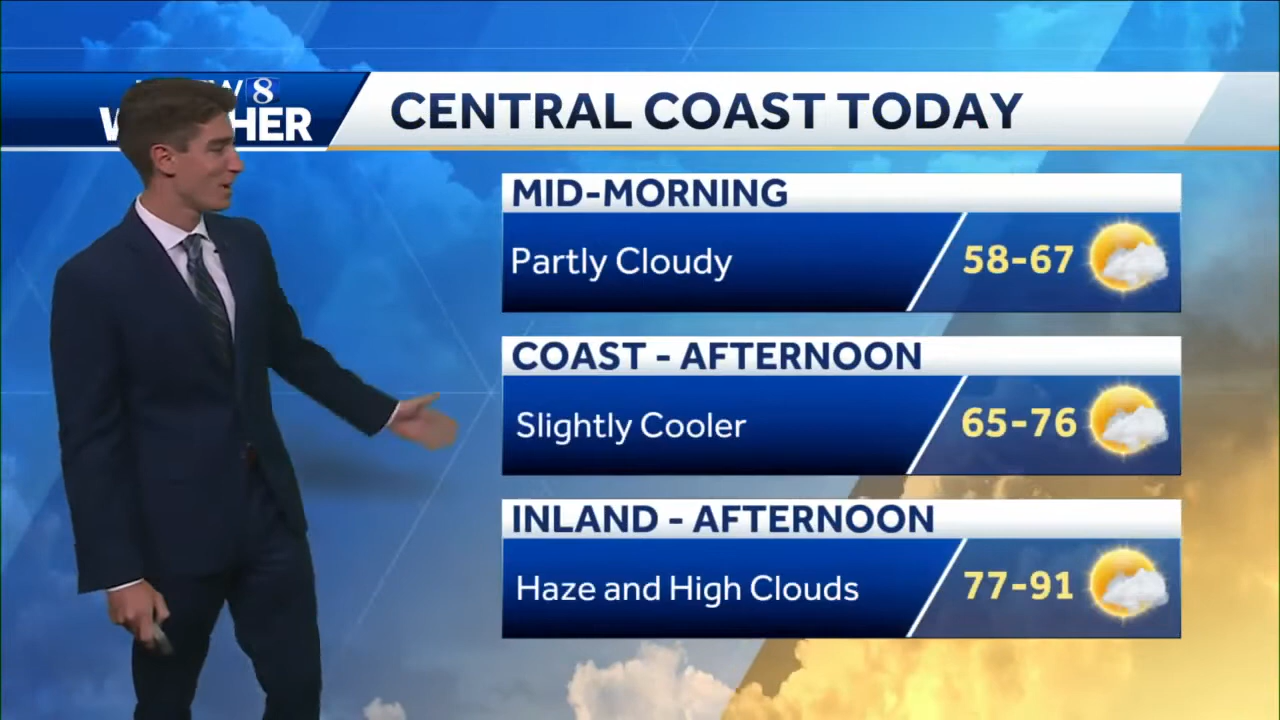 8
CENTRAL COAST TODAY
MID-MORNING
Partly Cloudy 58-67
COAST - AFTERNOON
Slightly Cooler 65-76
INLAND - AFTERNOON
Haze and High Clouds 77-91